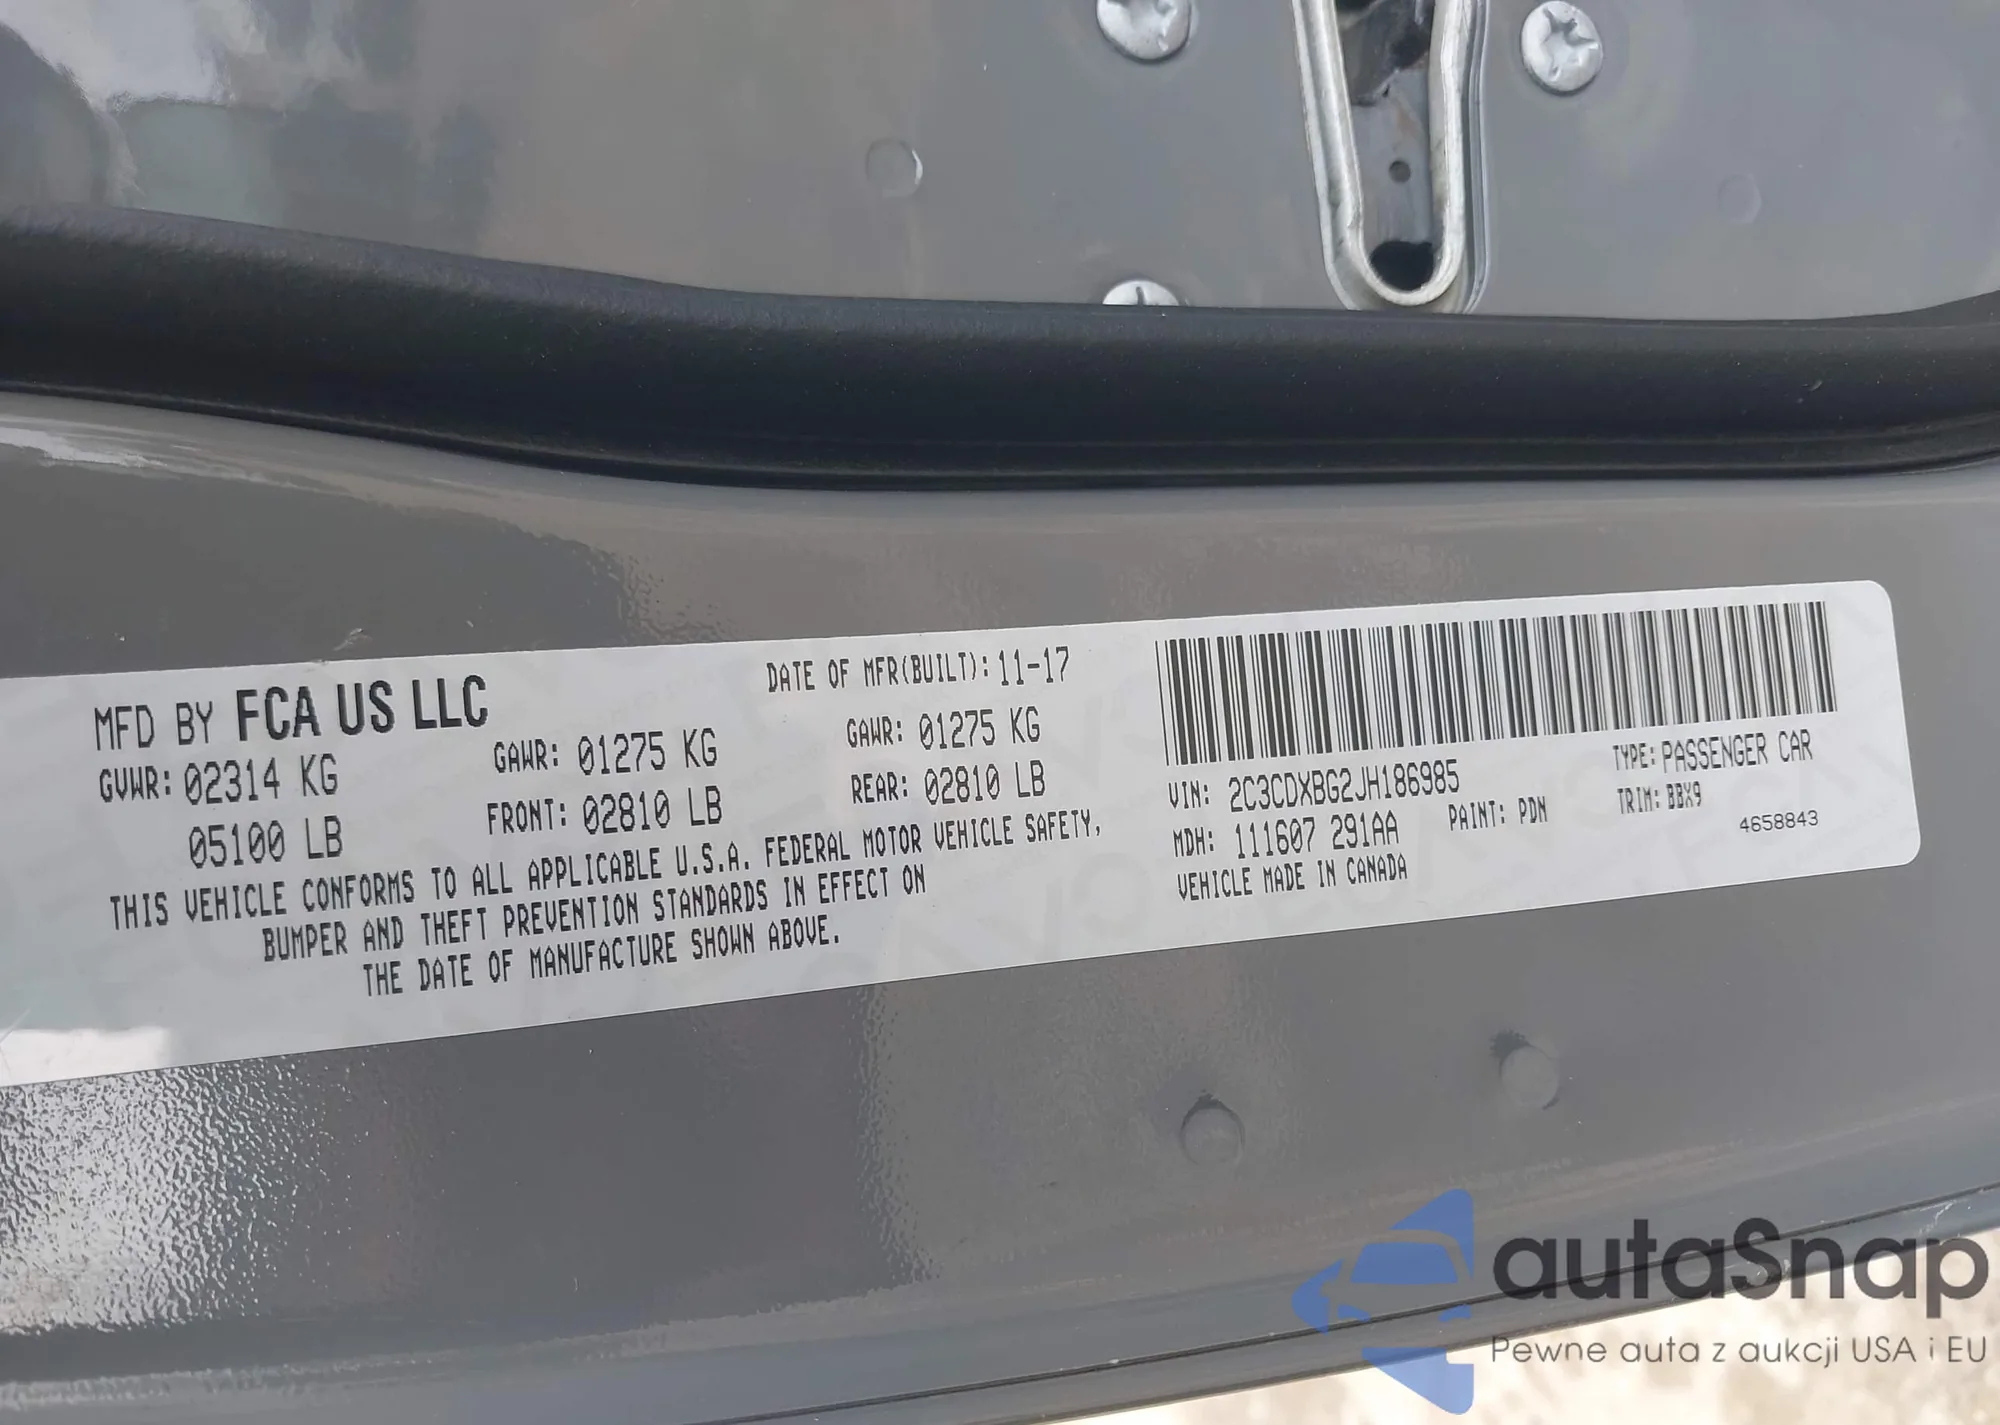 MFD BY FCA US LLC
DATE OF MFR(BUILT): 11-17
GVWR: 02314 KG
05100 LB
GAWR: 01275 KG
FRONT: 02810 LB
GAWR: 01275 KG
REAR: 02810 LB
THIS VEHICLE CONFORMS TO ALL APPLICABLE U.S.A. FEDERAL MOTOR VEHICLE SAFETY,
BUMPER AND THEFT PREVENTION STANDARDS IN EFFECT ON
THE DATE OF MANUFACTURE SHOWN ABOVE.
VIN: 2C3CDXBG2JH186985
TYPE: PASSENGER CAR
MDH: 111607 291AA
PAINT: PDN
TRIM: BBX9
VEHICLE MADE IN CANADA
4658843
autaSnap
Pewne auta z aukcji USA i EU